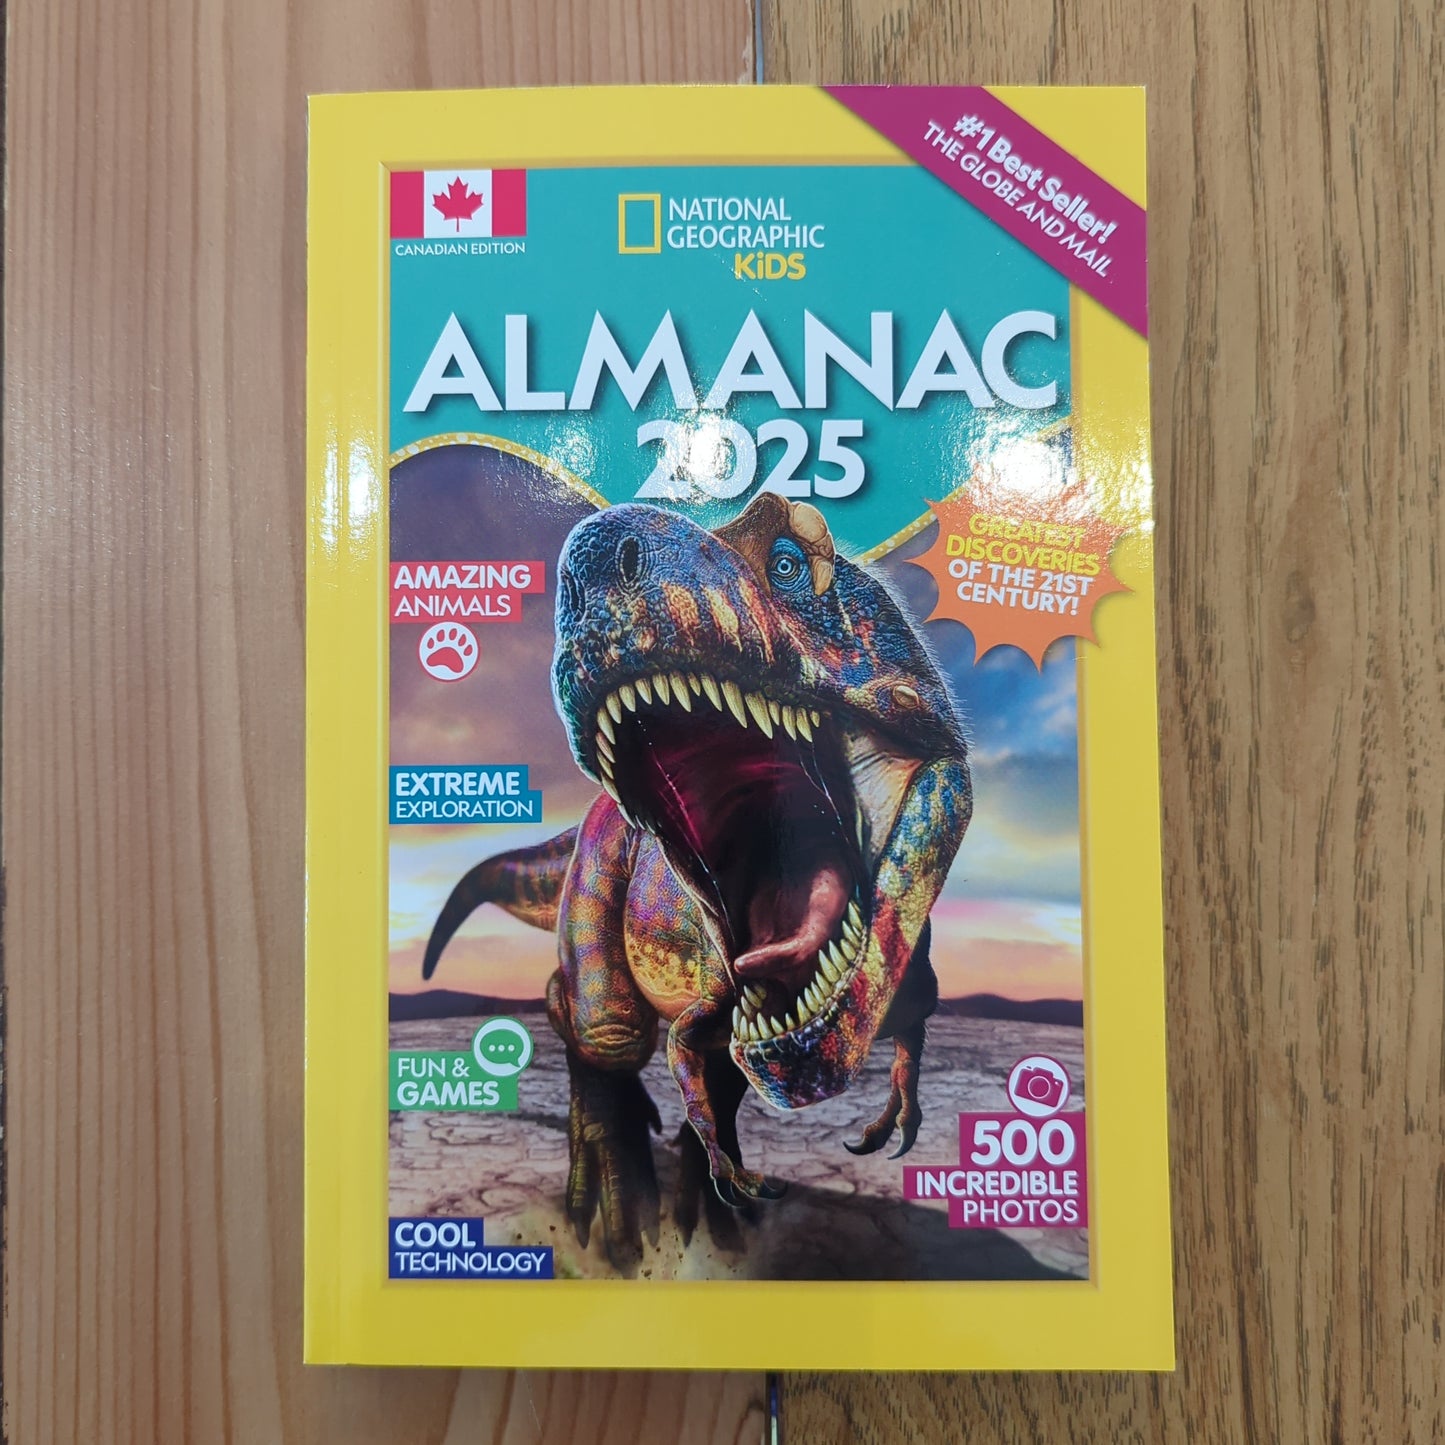 #1 Best Seller!
THE GLOBE AND MAIL
CANADIAN EDITION
NATIONAL
GEOGRAPHIC
KiDS
ALMANAC
2025
GREATEST
DISCOVERIES
OF THE 21ST
CENTURY!
AMAZING
ANIMALS
EXTREME
EXPLORATION
FUN &
GAMES
500
INCREDIBLE
PHOTOS
COOL
TECHNOLOGY